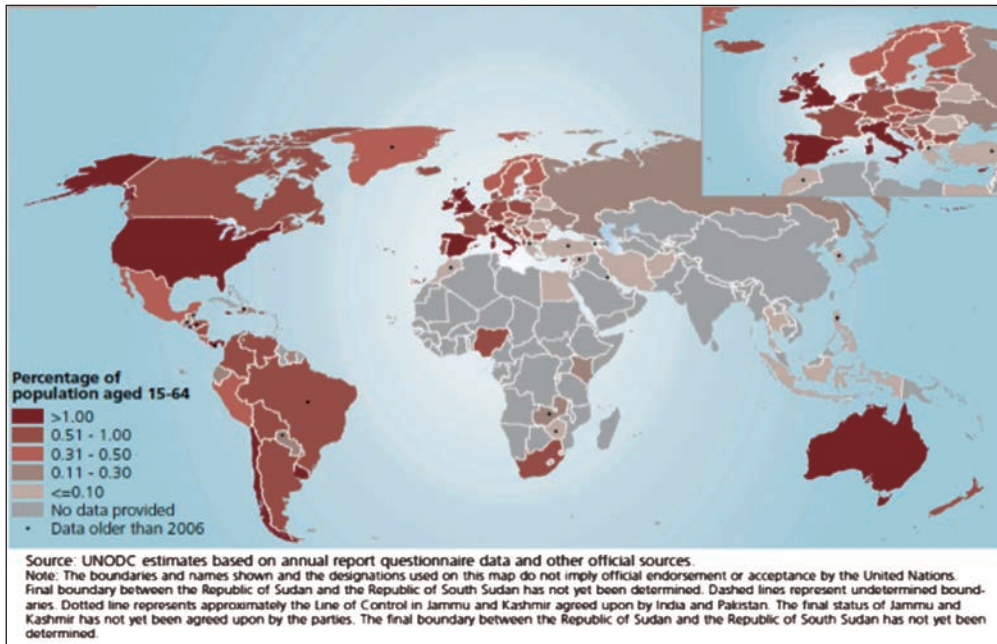 Percentage of
population aged 15-64
>1.00
0.51 - 1.00
0.31 - 0.50
0.11 - 0.30
<=0.10
No data provided
Data older than 2006
Source: UNODC estimates based on annual report questionnaire data and other official sources.
Note: The boundaries and names shown and the designations used on this map do not imply official endorsement or acceptance by the United Nations.
Final boundary between the Republic of Sudan and the Republic of South Sudan has not yet been determined. Dashed lines represent undetermined bound-
aries. Dotted line represents approximately the Line of Control in Jammu and Kashmir agreed upon by India and Pakistan. The final status of Jammu and
Kashmir has not yet been agreed upon by the parties. The final boundary between the Republic of Sudan and the Republic of South Sudan has not yet been
determined.